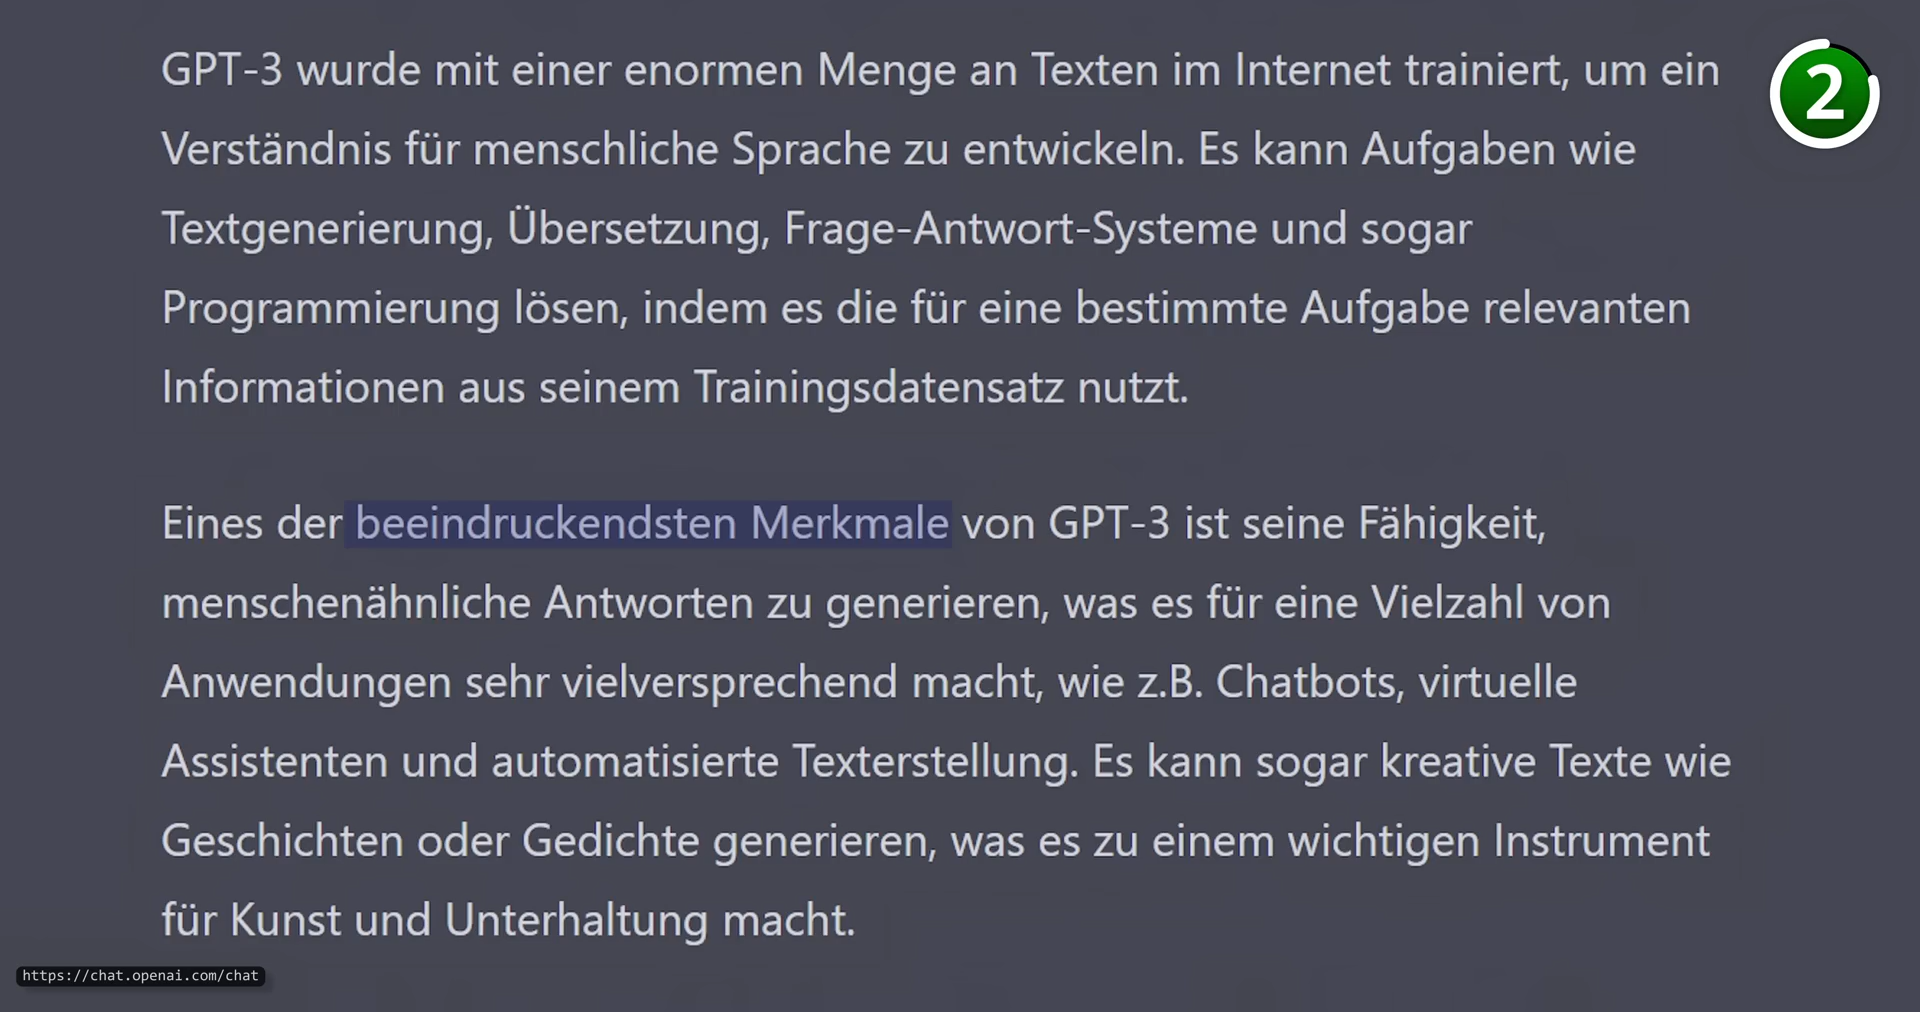 GPT-3 wurde mit einer enormen Menge an Texten im Internet trainiert, um ein
Verständnis für menschliche Sprache zu entwickeln. Es kann Aufgaben wie
Textgenerierung, Übersetzung, Frage-Antwort-Systeme und sogar
Programmierung lösen, indem es die für eine bestimmte Aufgabe relevanten
Informationen aus seinem Trainingsdatensatz nutzt.
Eines der beeindruckendsten Merkmale von GPT-3 ist seine Fähigkeit,
menschenähnliche Antworten zu generieren, was es für eine Vielzahl von
Anwendungen sehr vielversprechend macht, wie z.B. Chatbots, virtuelle
Assistenten und automatisierte Texterstellung. Es kann sogar kreative Texte wie
Geschichten oder Gedichte generieren, was es zu einem wichtigen Instrument
für Kunst und Unterhaltung macht.
2
https://chat.openai.com/chat